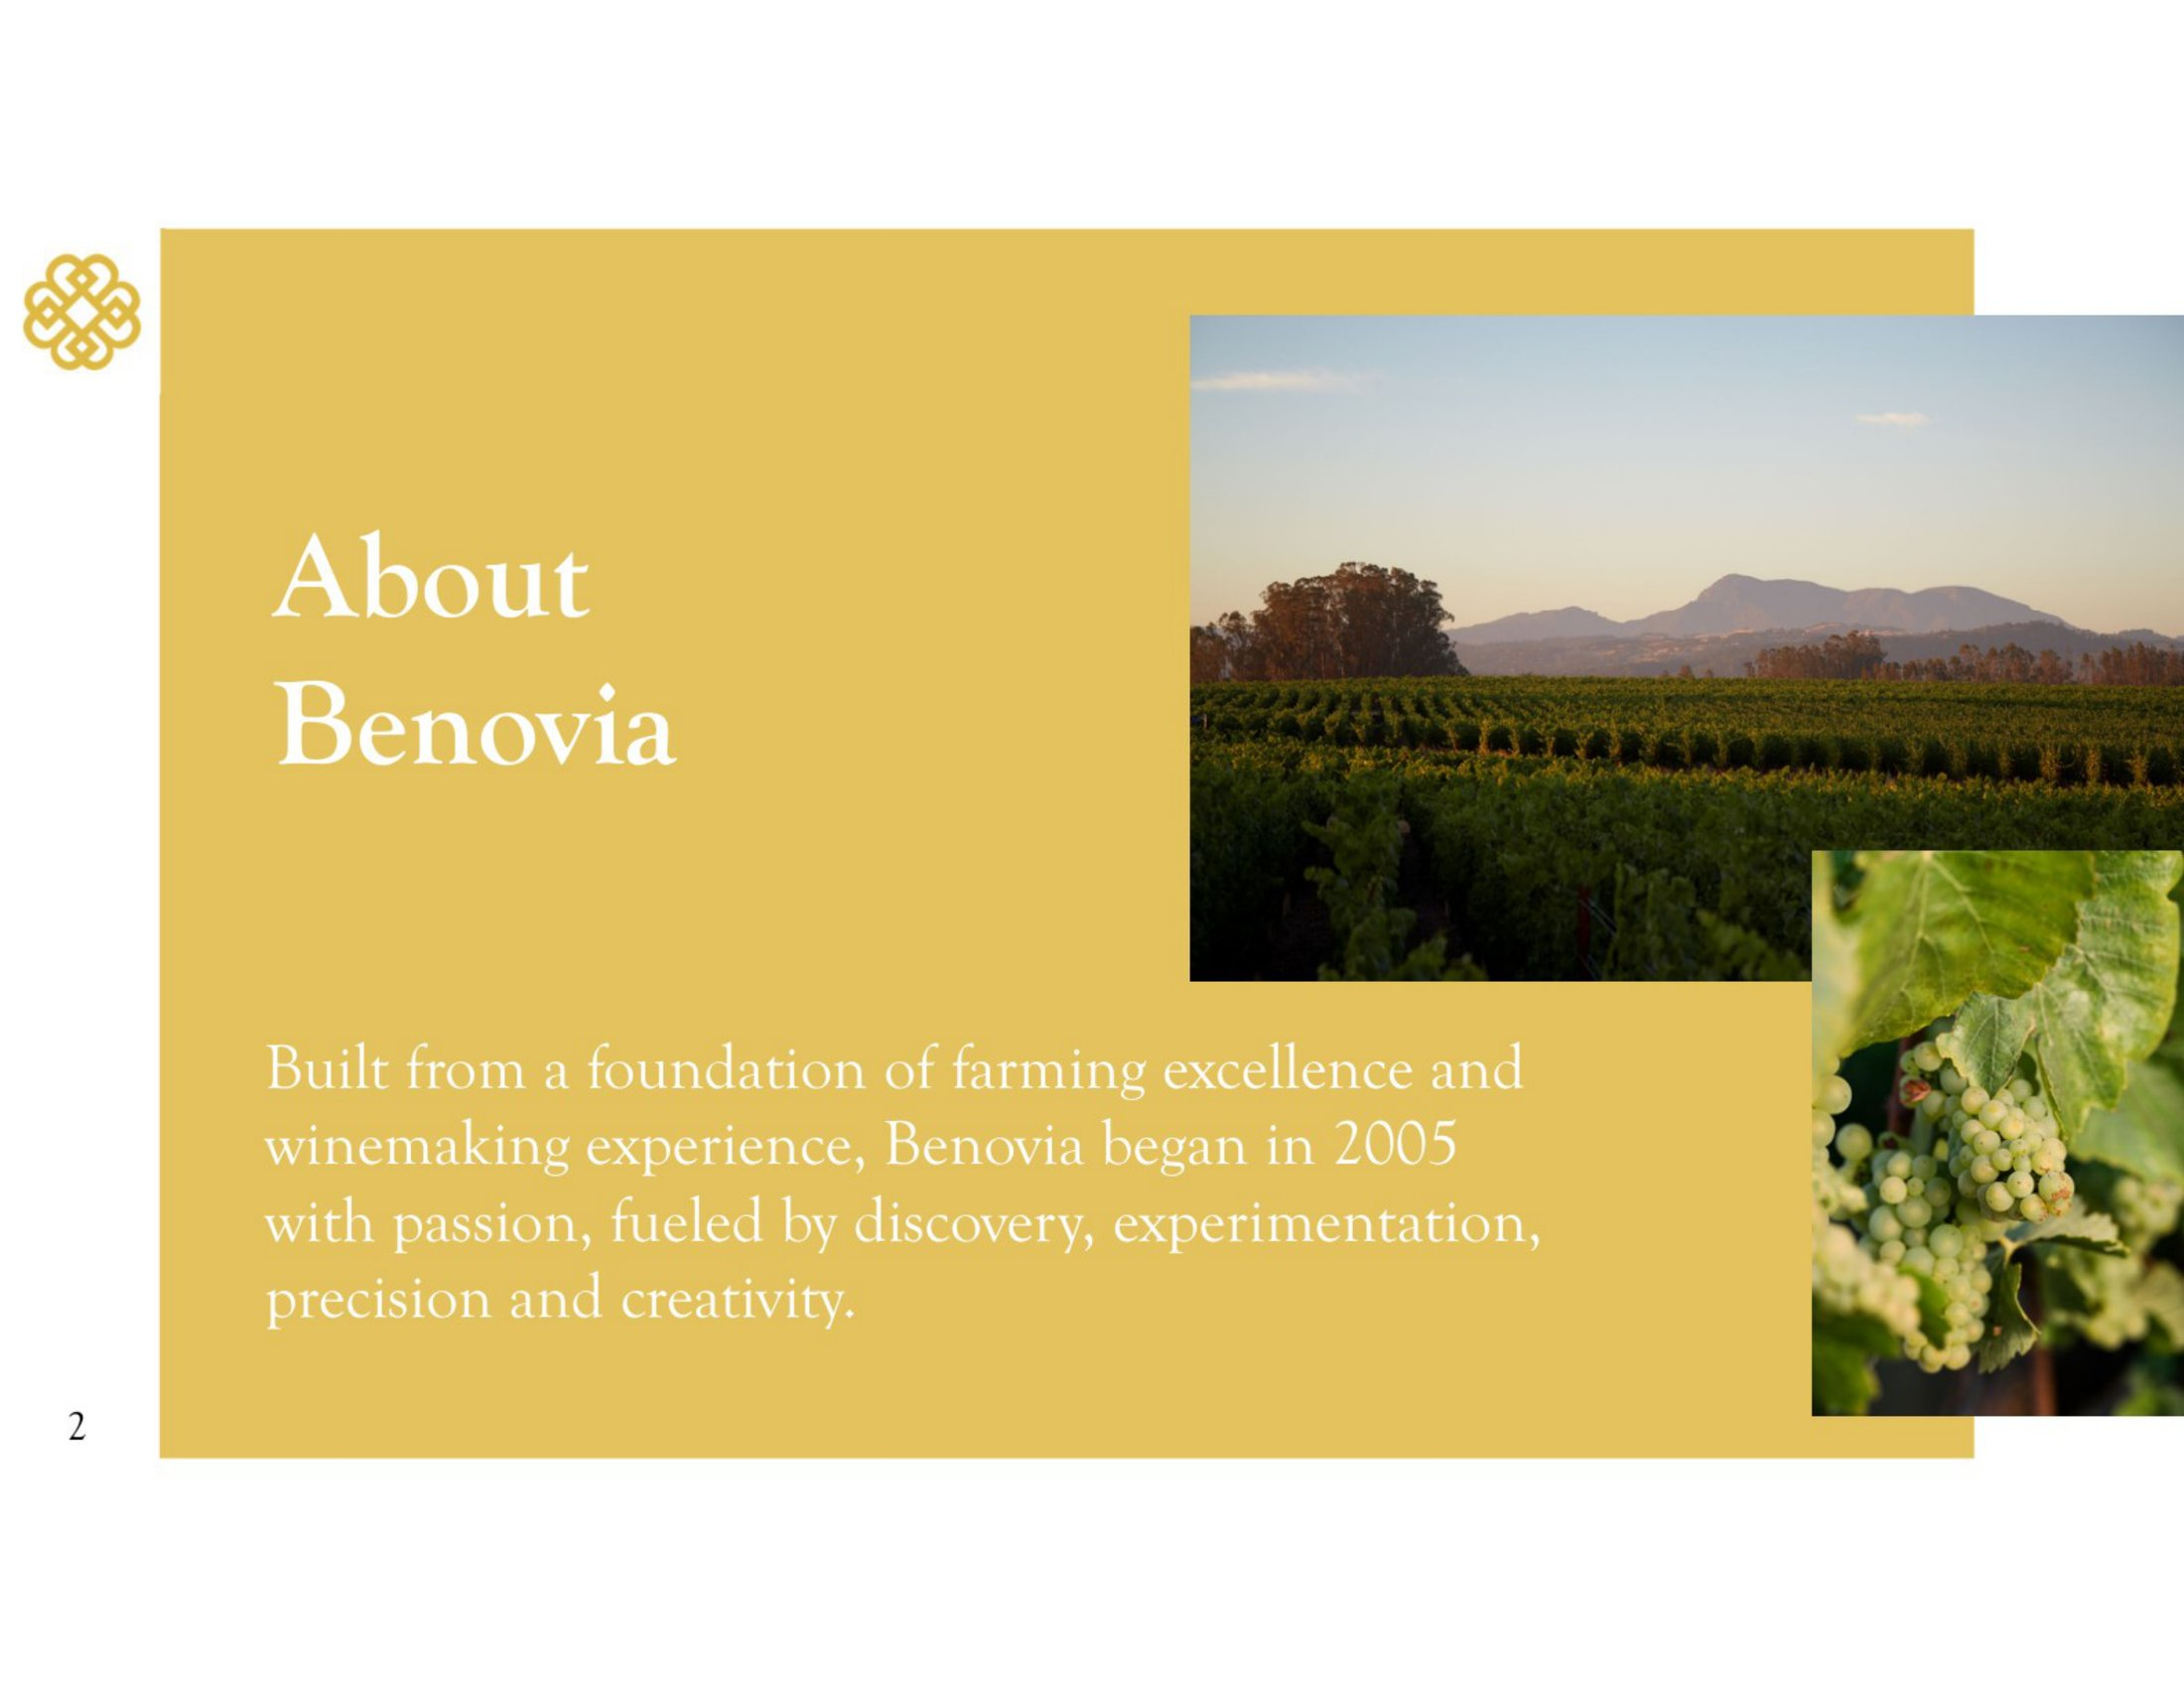 About
Benovia
Built from a foundation of farming excellence and
winemaking experience, Benovia began in 2005
with passion, fueled by discovery, experimentation,
precision and creativity.
2